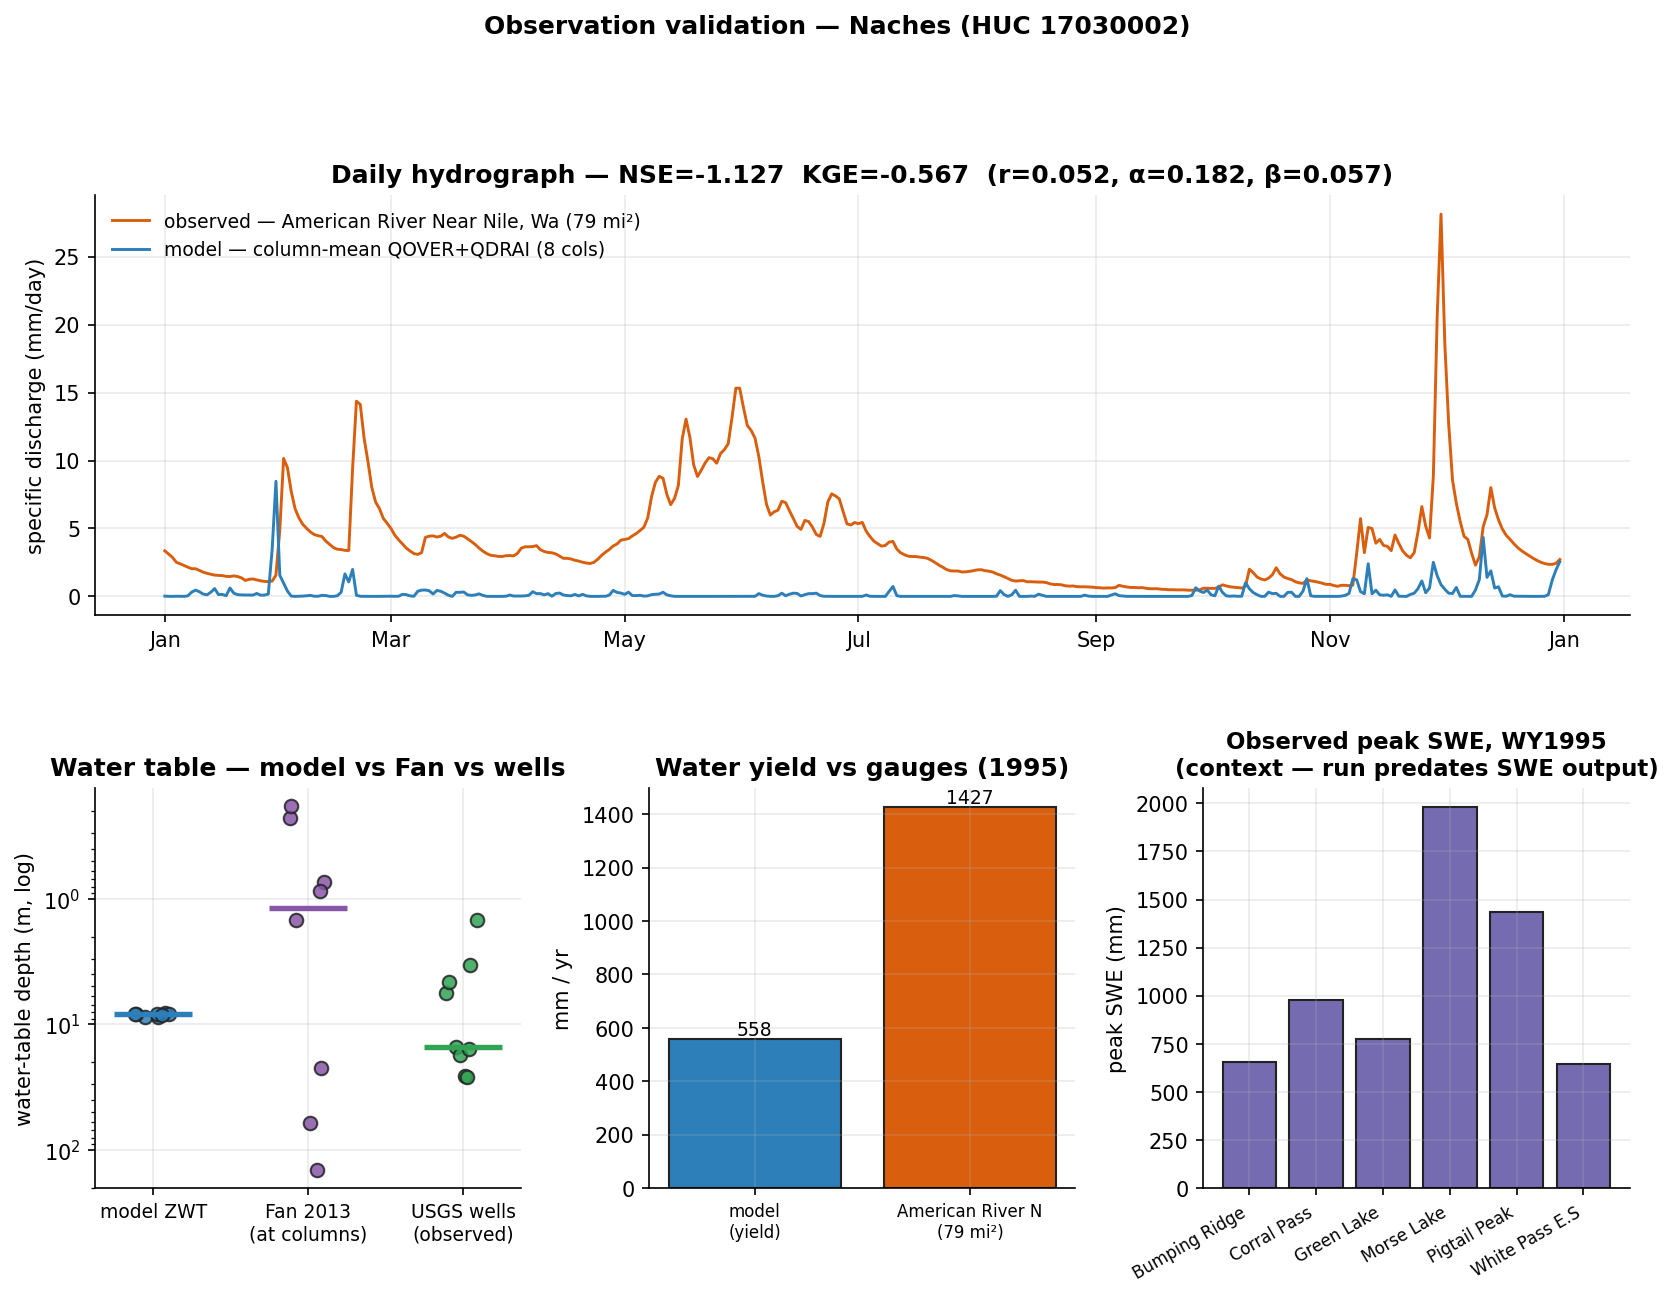 Observation validation — Naches (HUC 17030002)
Daily hydrograph — NSE=-1.127  KGE=-0.567  (r=0.052, α=0.182, β=0.057)
observed — American River Near Nile, Wa (79 mi²)
model — column-mean QOVER+QDRAI (8 cols)
specific discharge (mm/day)
25
20
15
10
5
0
Jan
Mar
May
Jul
Sep
Nov
Jan
Water table — model vs Fan vs wells
water-table depth (m, log)
10⁰
10¹
10²
model ZWT
Fan 2013
(at columns)
USGS wells
(observed)
Water yield vs gauges (1995)
mm / yr
1400
1200
1000
800
600
400
200
0
558
1427
model
(yield)
American River N
(79 mi²)
Observed peak SWE, WY1995
(context — run predates SWE output)
peak SWE (mm)
2000
1750
1500
1250
1000
750
500
250
0
Bumping Ridge
Corral Pass
Green Lake
Morse Lake
Pigtail Peak
White Pass E.S